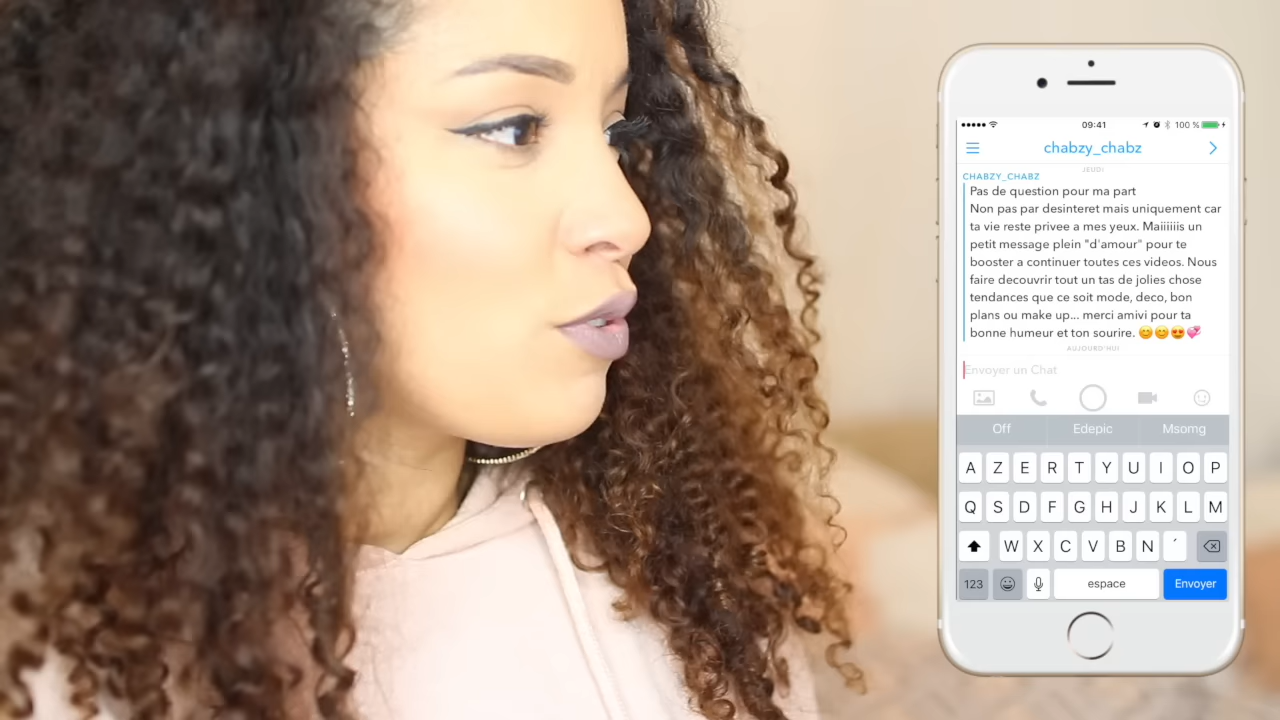 09:41
100 %
chabzy_chabz
JEUDI
CHABZY_CHABZ
Pas de question pour ma part
Non pas par desinteret mais uniquement car
ta vie reste privee a mes yeux. Maiiiiiis un
petit message plein "d'amour" pour te
booster a continuer toutes ces videos. Nous
faire decouvrir tout un tas de jolies chose
tendances que ce soit mode, deco, bon
plans ou make up... merci amivi pour ta
bonne humeur et ton sourire. 😊😊😍💞
AUJOURD'HUI
Envoyer un Chat
Off Edepic Msomg
A Z E R T Y U I O P
Q S D F G H J K L M
W X C V B N ´
123 espace Envoyer